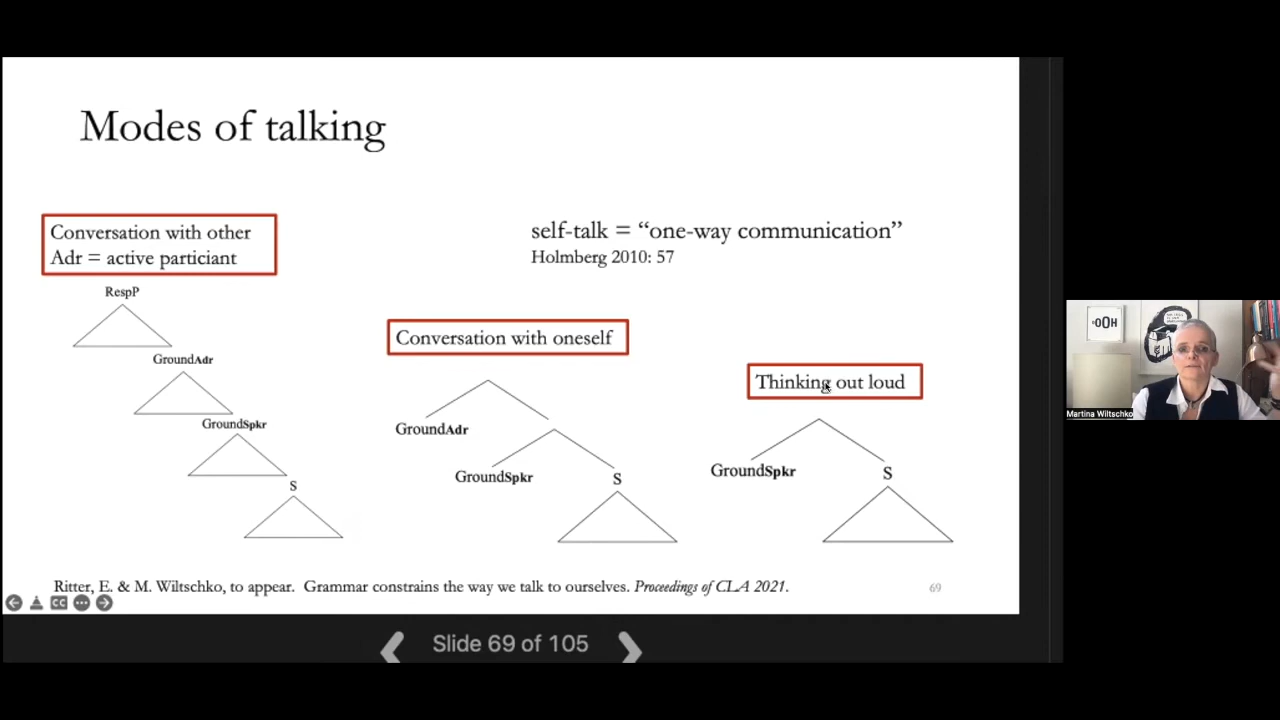 Modes of talking
Conversation with other
Adr = active particiant
self-talk = “one-way communication”
Holmberg 2010: 57
RespP
GroundAdr
GroundSpkr
S
Conversation with oneself
GroundAdr
GroundSpkr
S
Thinking out loud
GroundSpkr
S
Ritter, E. & M. Wiltschko, to appear. Grammar constrains the way we talk to ourselves. Proceedings of CLA 2021.
69
CC
Slide 69 of 105
OOH
Martina Wiltschko